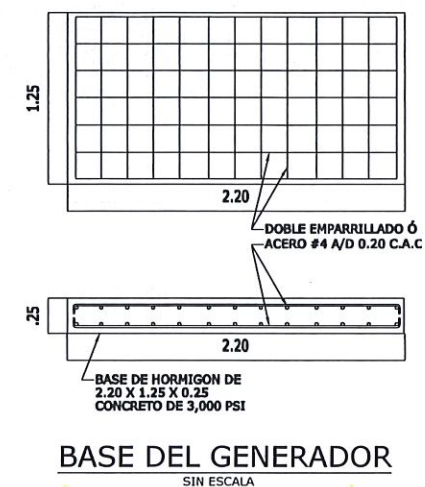 1.25
2.20
DOBLE EMPARRILLADO Ó
ACERO #4 A/D 0.20 C.A.C
.25
2.20
BASE DE HORMIGON DE
2.20 X 1.25 X 0.25
CONCRETO DE 3,000 PSI
BASE DEL GENERADOR
SIN ESCALA